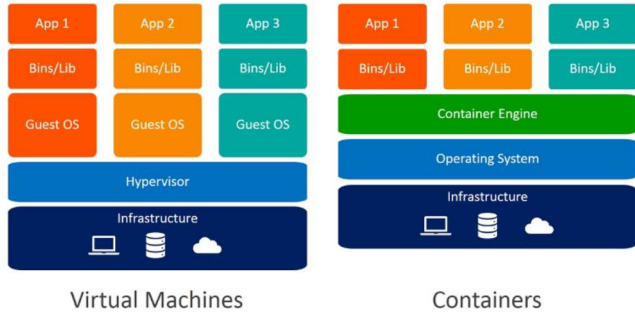 App 1 App 2 App 3
Bins/Lib Bins/Lib Bins/Lib
Guest OS Guest OS Guest OS
Hypervisor
Infrastructure
Virtual Machines
App 1 App 2 App 3
Bins/Lib Bins/Lib Bins/Lib
Container Engine
Operating System
Infrastructure
Containers